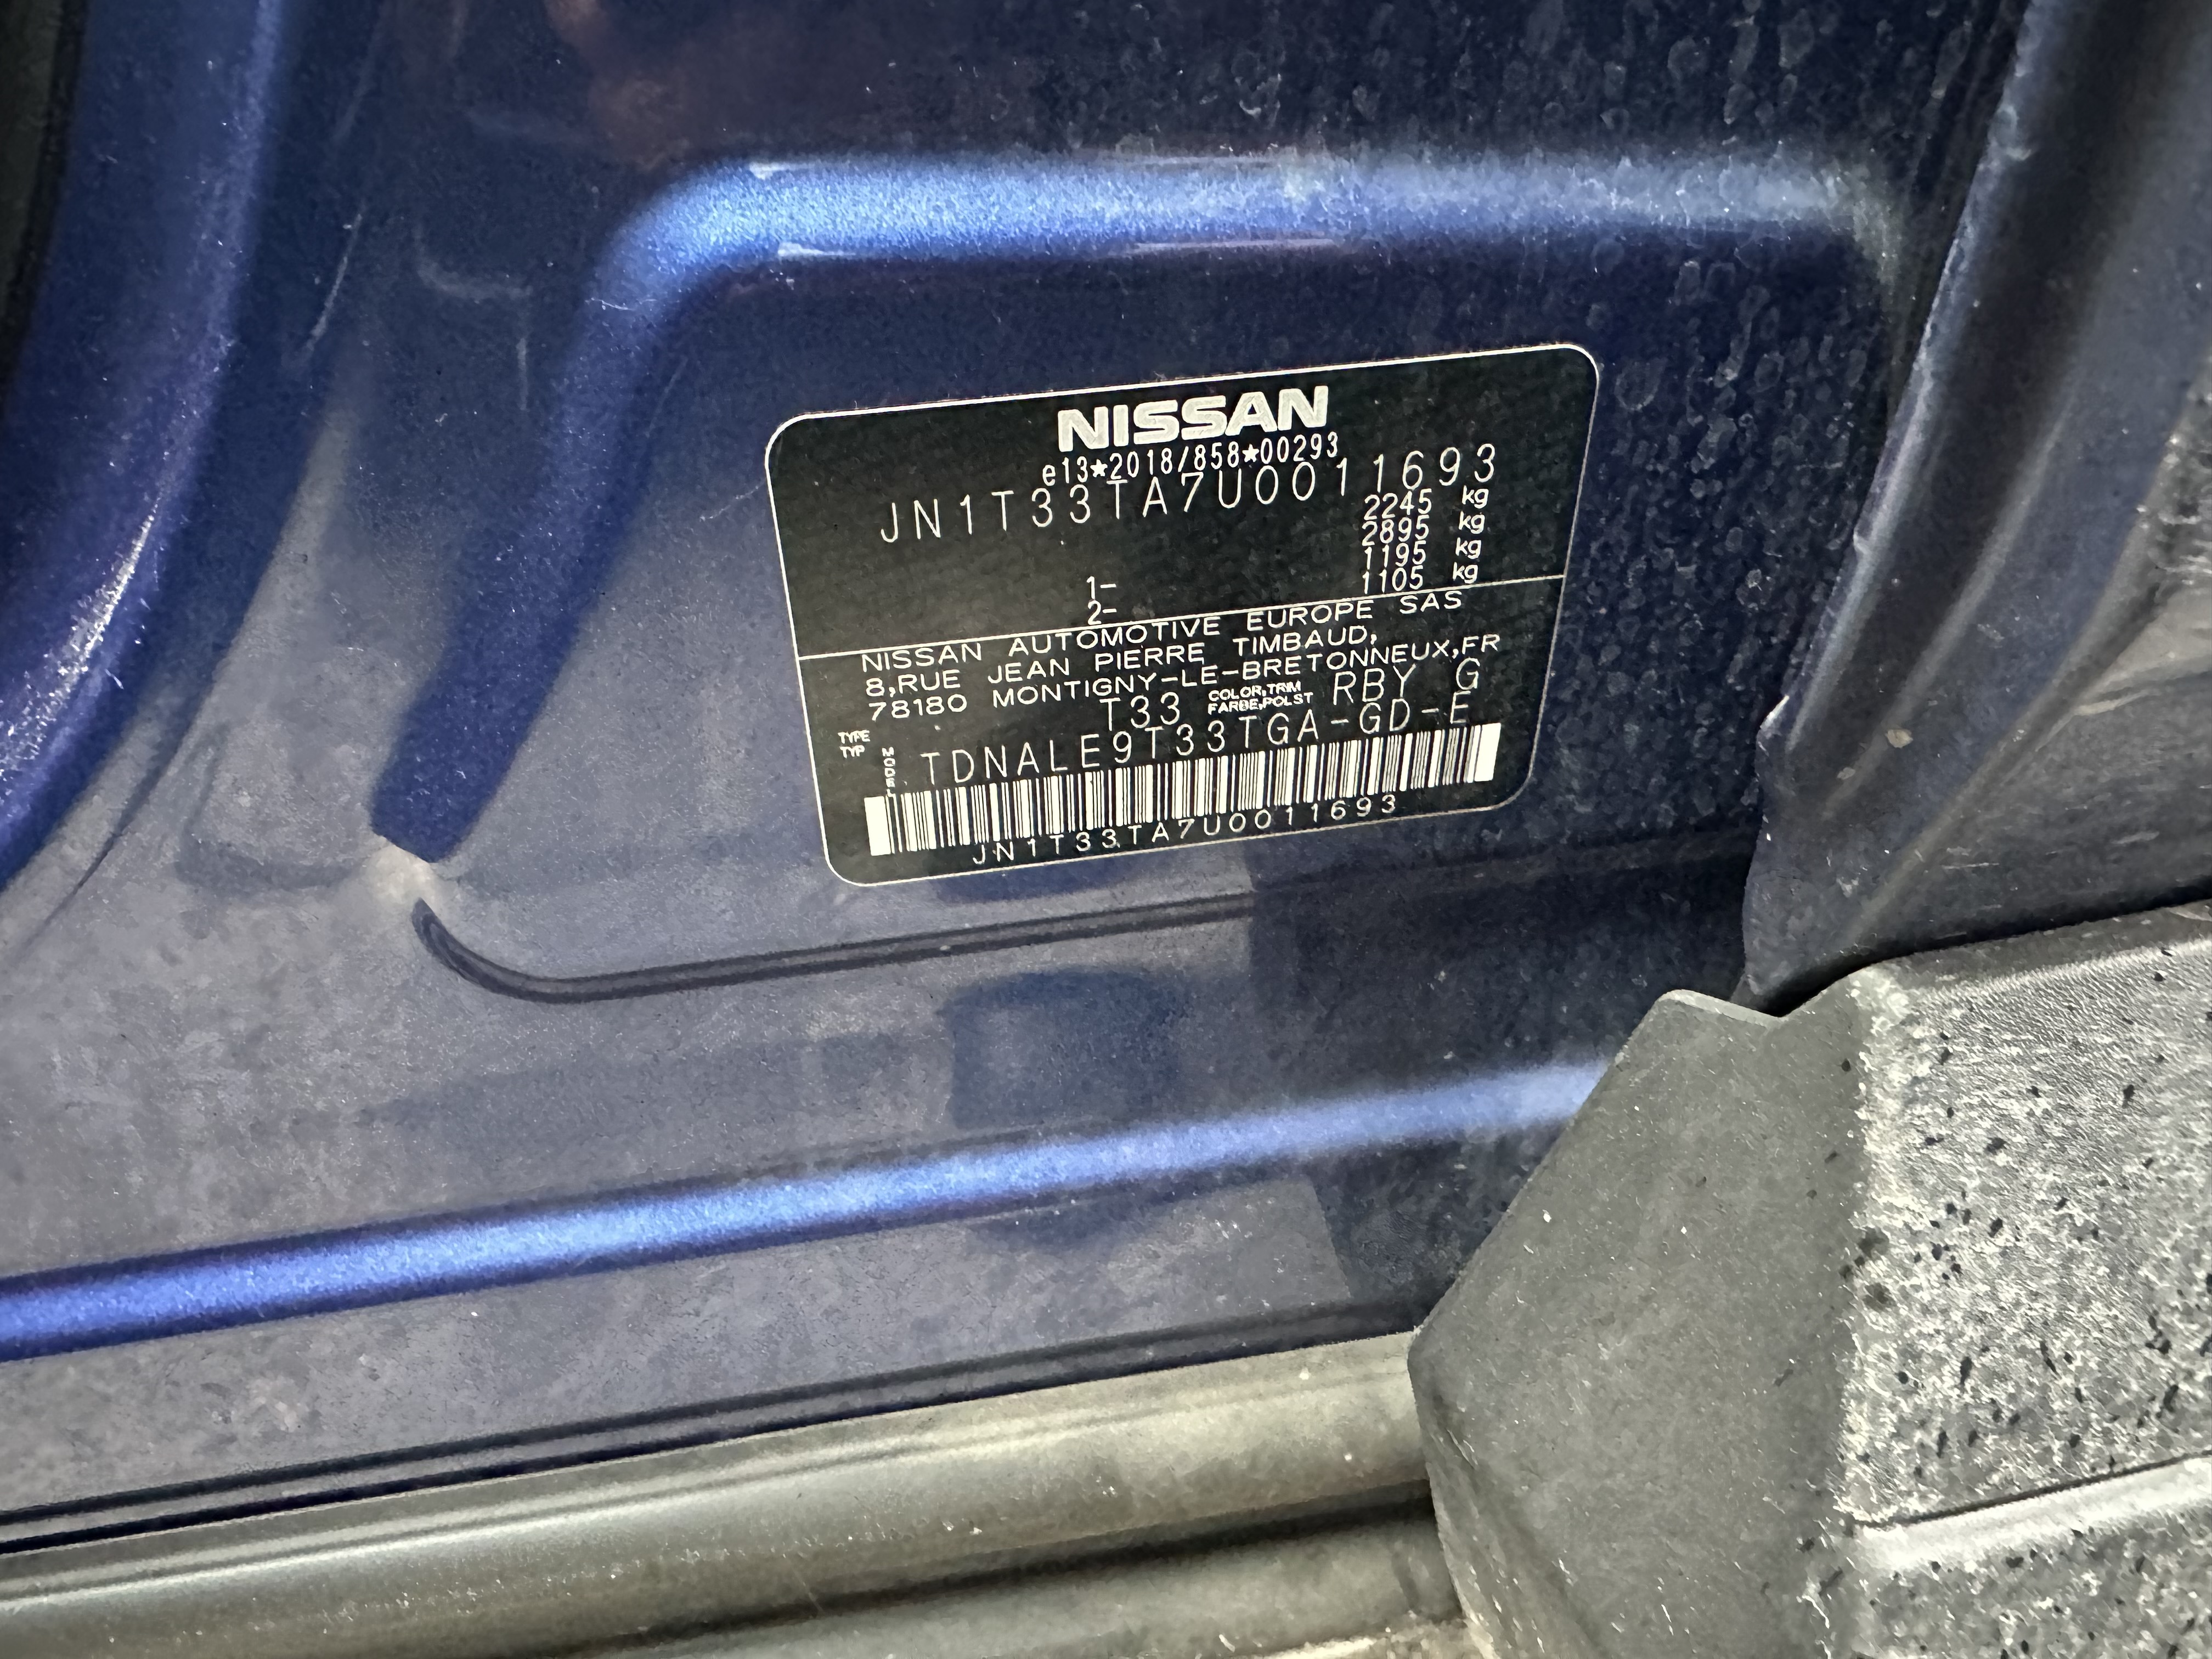 NISSAN
e13★2018/858★00293
JN1T33TA7U0011693
2245 kg
2895 kg
1- 1195 kg
2- 1105 kg
NISSAN AUTOMOTIVE EUROPE SAS
8,RUE JEAN PIERRE TIMBAUD,
78180 MONTIGNY-LE-BRETONNEUX,FR
TYPE TYP T33 COLOR,TRIM FARBE,POLST RBY G
MODEL TDNALE9T33TGA-GD-E
JN1T33TA7U0011693